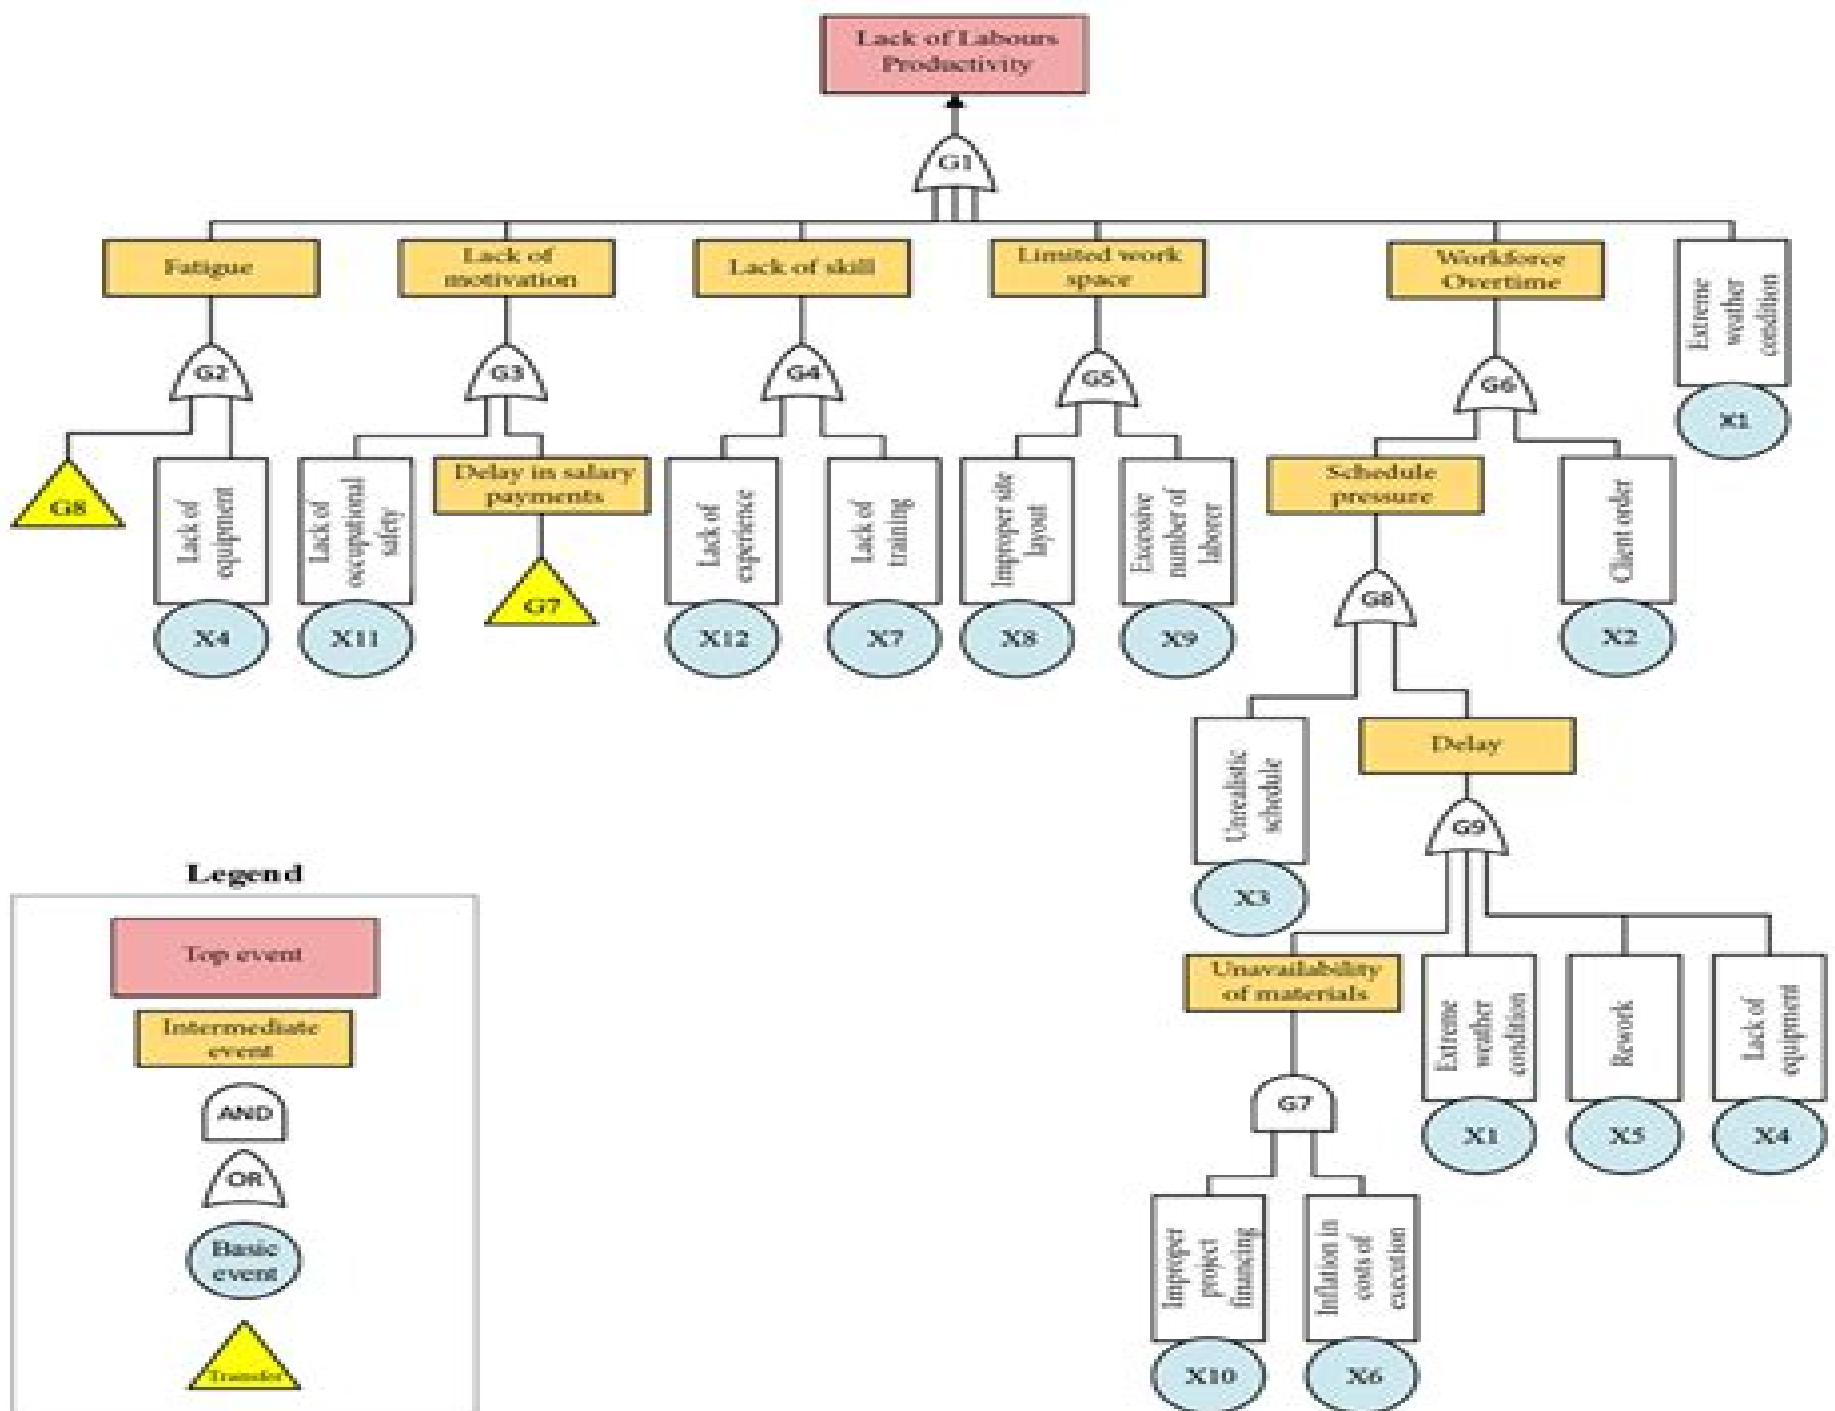 Lack of Labours
Productivity
G1
Fatigue
Lack of
motivation
Lack of skill
Limited work
space
Workforce
Overtime
Extreme
weather
condition
X1
G2
G3
G4
G5
G6
G8
Lack of
equipment
X4
Lack of
occupational
safety
X11
Delay in salary
payments
G7
Lack of
experience
X12
Lack of
training
X7
Improper site
layout
X8
Excessive
number of
laborer
X9
Schedule
pressure
Client order
X2
G8
Unrealistic
schedule
X3
Delay
G9
Unavailability
of materials
Extreme
weather
condition
X1
Rework
X5
Lack of
equipment
X4
G7
Improper
project
financing
X10
Inflation in
costs of
execution
X6
Legend
Top event
Intermediate
event
AND
OR
Basic
event
Transfer